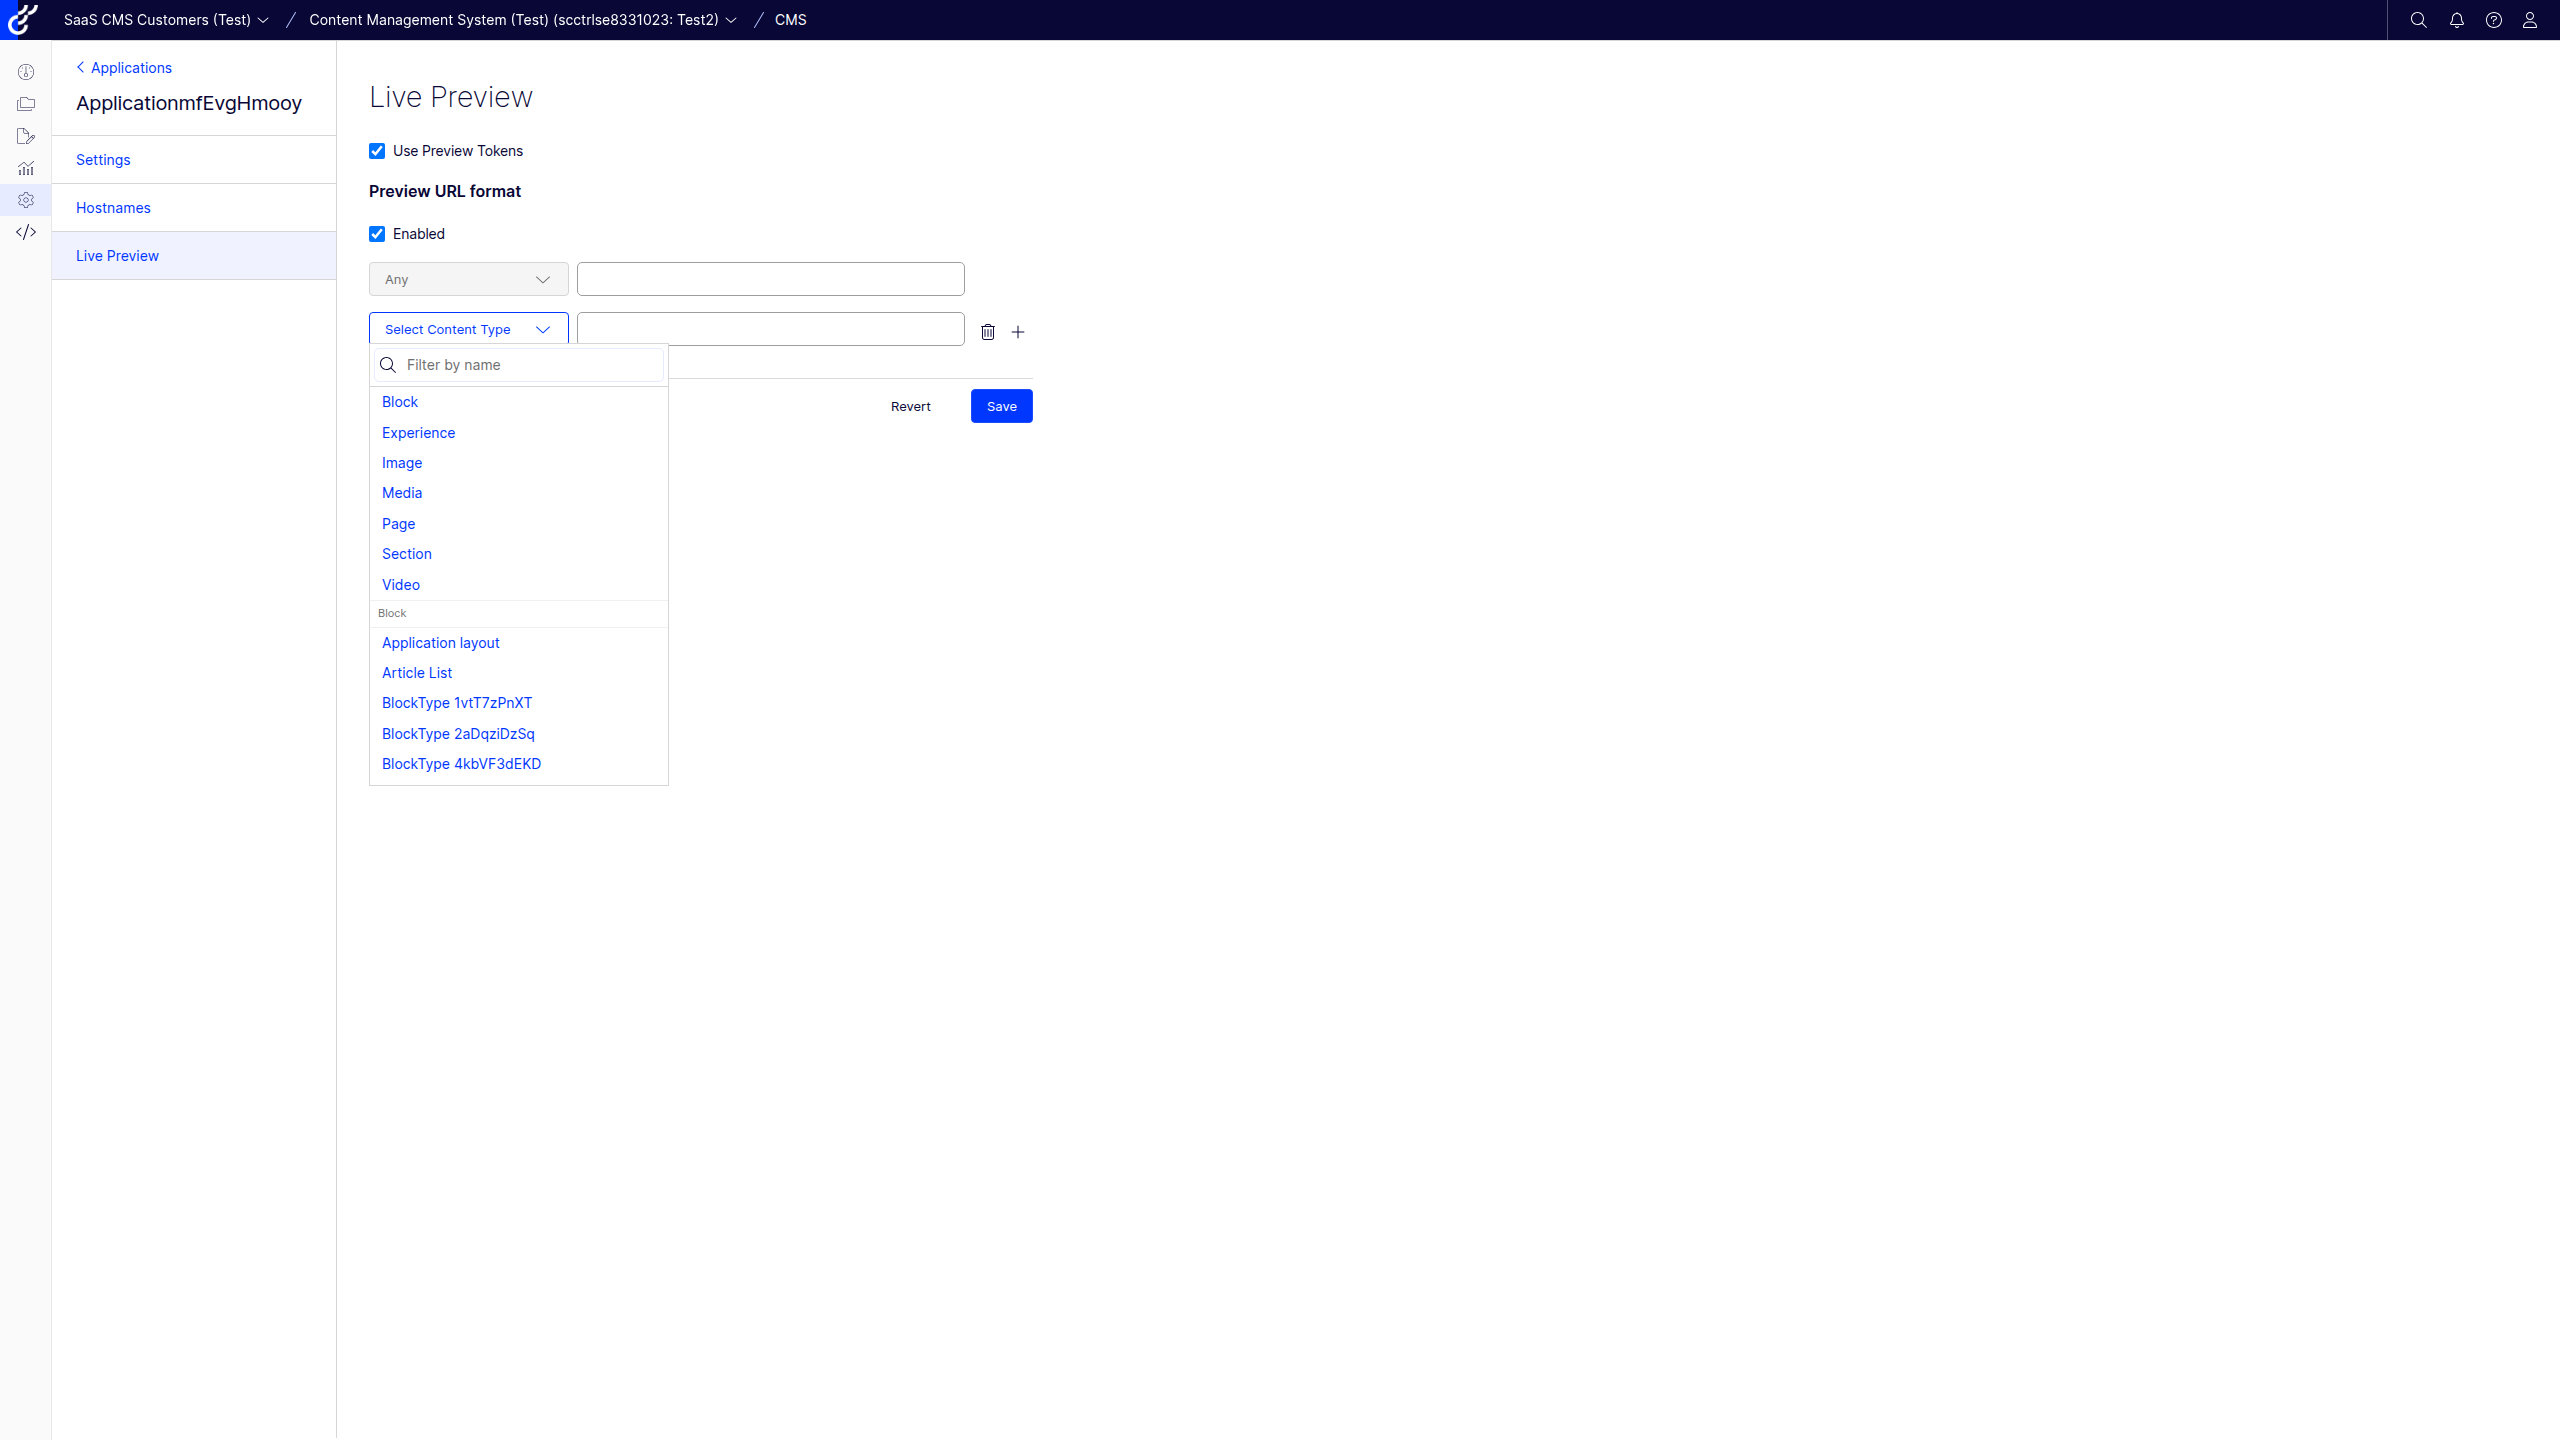 SaaS CMS Customers (Test) / Content Management System (Test) (scctrlse8331023: Test2) / CMS
Applications
ApplicationmfEvgHmooy
Settings
Hostnames
Live Preview
Live Preview
Use Preview Tokens
Preview URL format
Enabled
Any
Select Content Type
Filter by name
Block
Experience
Image
Media
Page
Section
Video
Block
Application layout
Article List
BlockType 1vtT7zPnXT
BlockType 2aDqziDzSq
BlockType 4kbVF3dEKD
Revert
Save